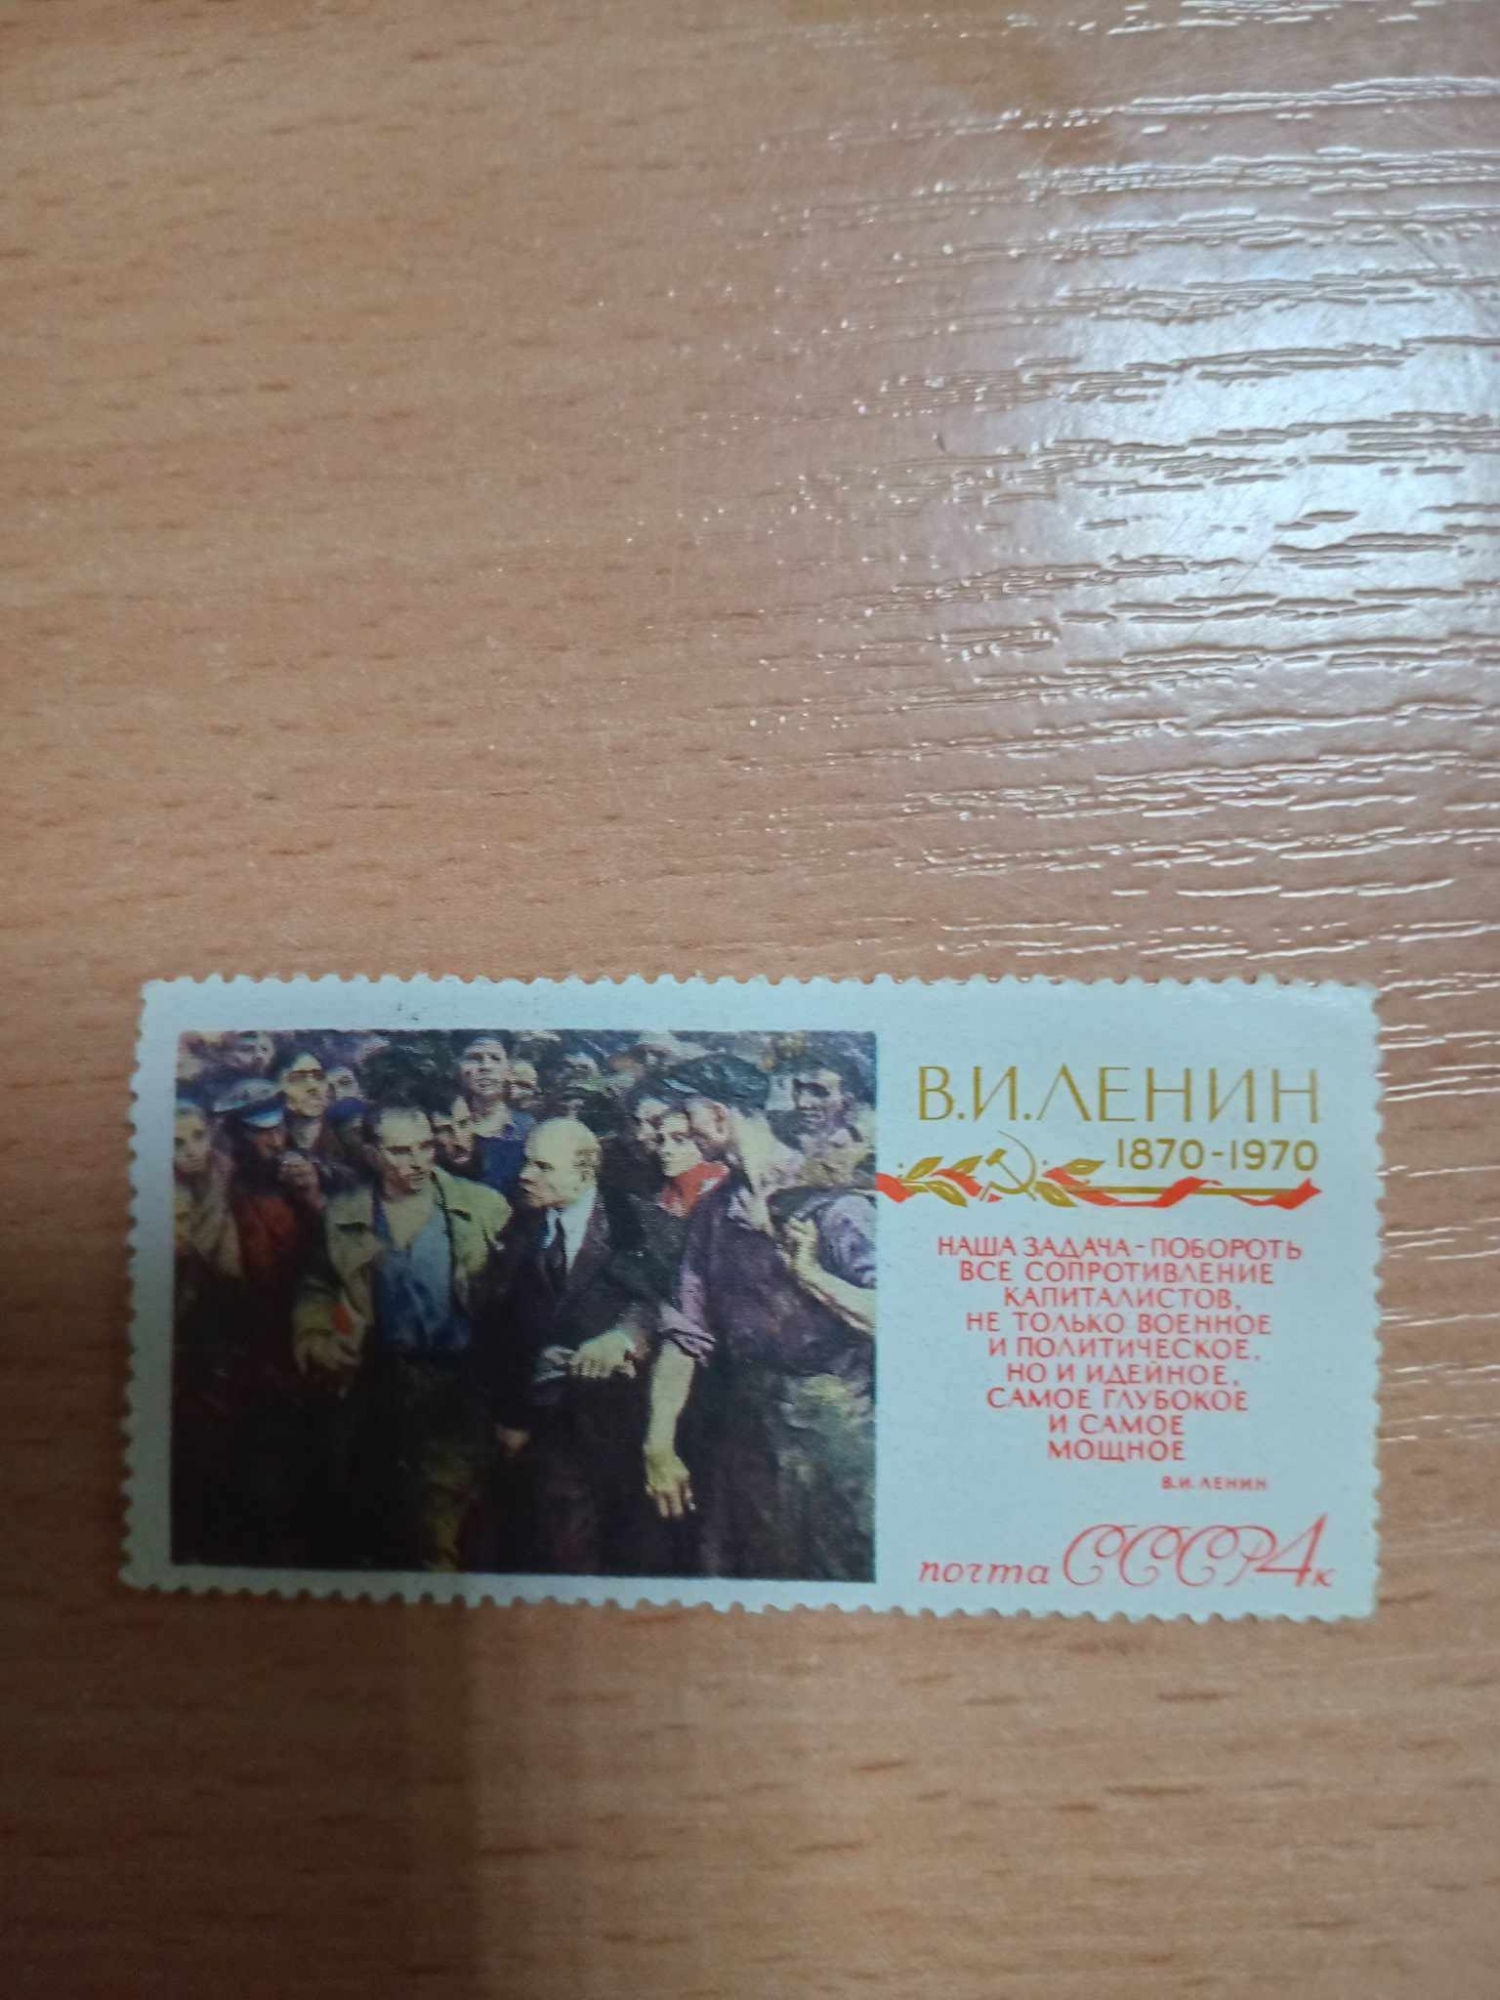 В.И.ЛЕНИН
1870-1970
НАША ЗАДАЧА - ПОБОРОТЬ
ВСЕ СОПРОТИВЛЕНИЕ
КАПИТАЛИСТОВ,
НЕ ТОЛЬКО ВОЕННОЕ
И ПОЛИТИЧЕСКОЕ,
НО И ИДЕЙНОЕ,
САМОЕ ГЛУБОКОЕ
И САМОЕ
МОЩНОЕ
В.И. ЛЕНИН
почта СССР 4к